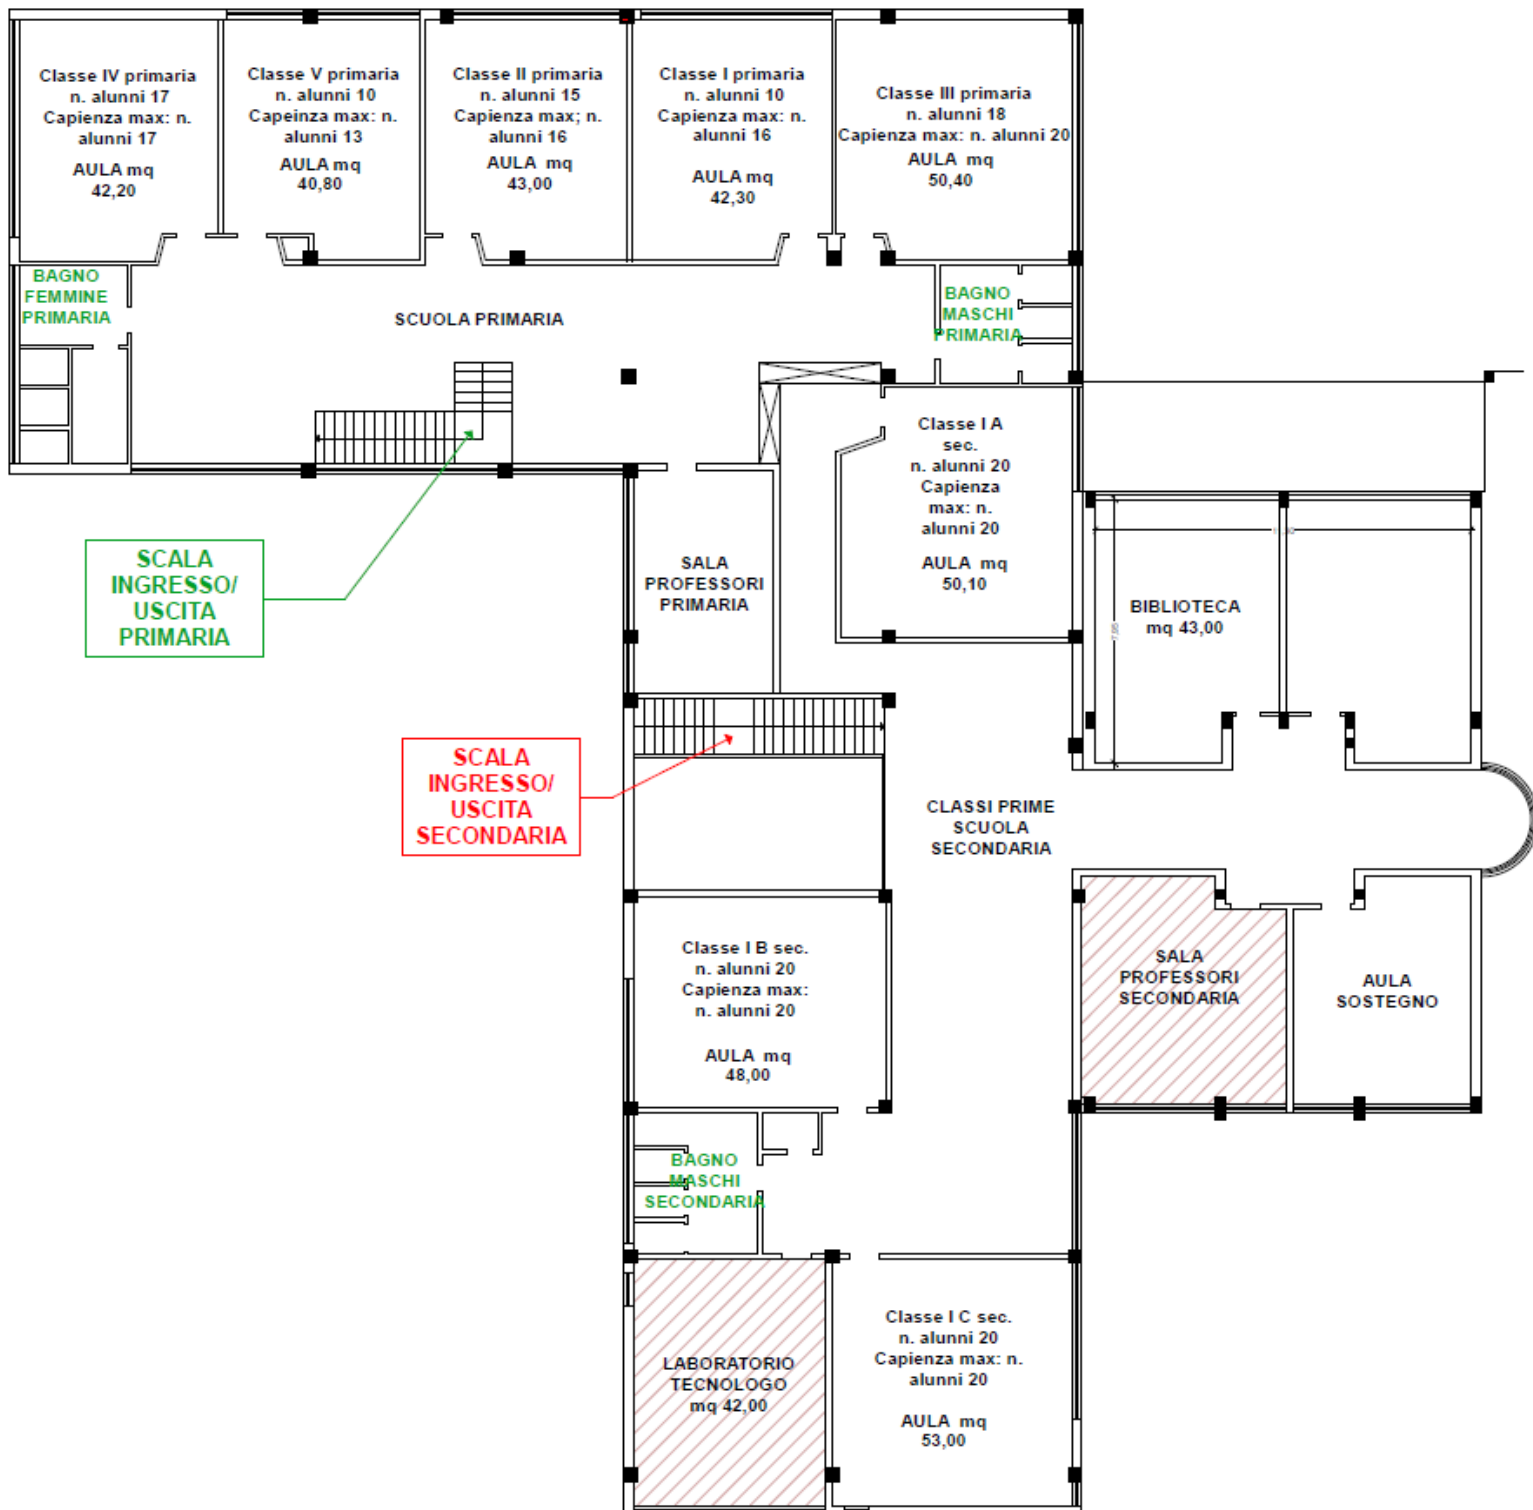 Classe IV primaria
n. alunni 17
Capienza max: n.
alunni 17
AULA mq
42,20
Classe V primaria
n. alunni 10
Capeinza max: n.
alunni 13
AULA mq
40,80
Classe II primaria
n. alunni 15
Capienza max; n.
alunni 16
AULA mq
43,00
Classe I primaria
n. alunni 10
Capienza max: n.
alunni 16
AULA mq
42,30
Classe III primaria
n. alunni 18
Capienza max: n. alunni 20
AULA mq
50,40
BAGNO
FEMMINE
PRIMARIA
SCUOLA PRIMARIA
BAGNO
MASCHI
PRIMARIA
Classe I A
sec.
n. alunni 20
Capienza
max: n.
alunni 20
AULA mq
50,10
SCALA
INGRESSO/
USCITA
PRIMARIA
SALA
PROFESSORI
PRIMARIA
BIBLIOTECA
mq 43,00
7,95
SCALA
INGRESSO/
USCITA
SECONDARIA
CLASSI PRIME
SCUOLA
SECONDARIA
Classe I B sec.
n. alunni 20
Capienza max:
n. alunni 20
AULA mq
48,00
SALA
PROFESSORI
SECONDARIA
AULA
SOSTEGNO
BAGNO
MASCHI
SECONDARIA
LABORATORIO
TECNOLOGO
mq 42,00
Classe I C sec.
n. alunni 20
Capienza max: n.
alunni 20
AULA mq
53,00